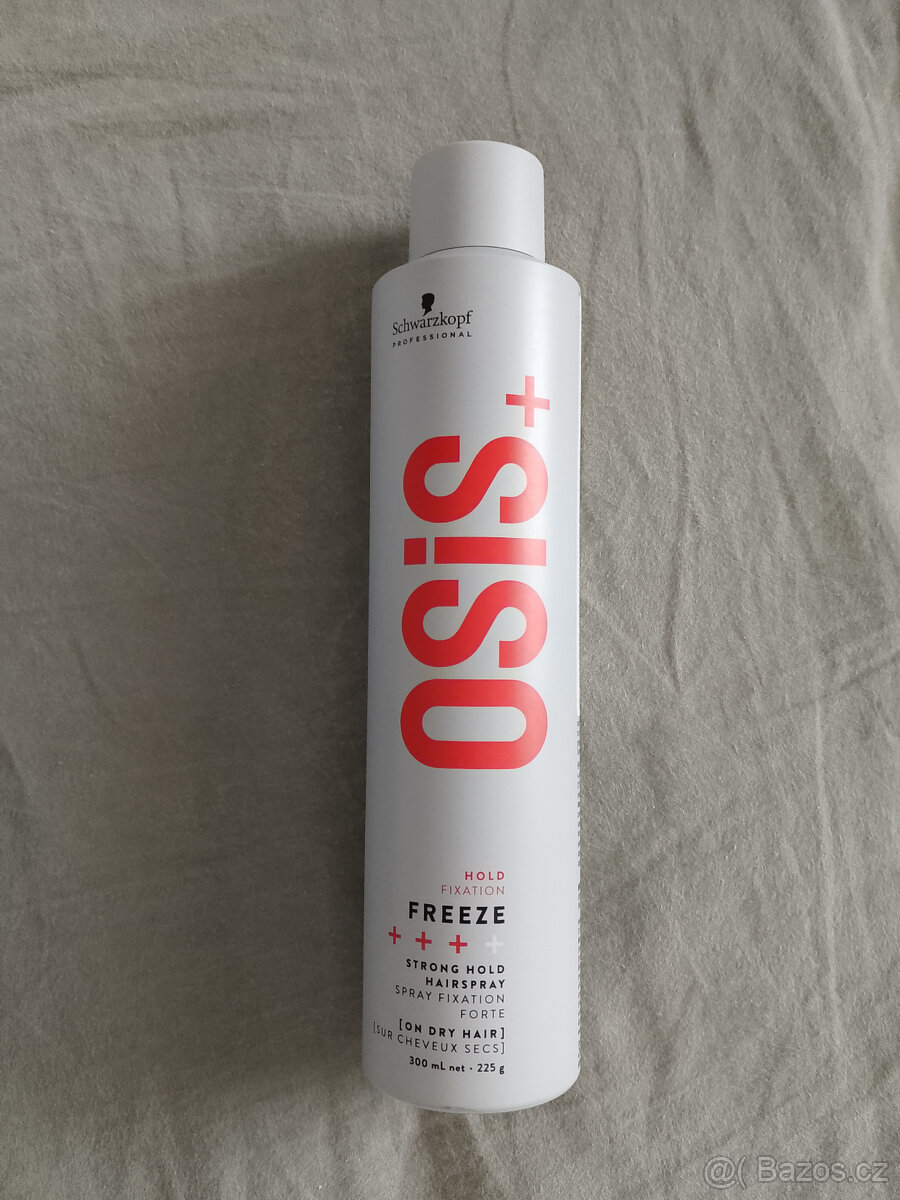 Schwarzkopf
PROFESSIONAL
OSiS+
HOLD
FIXATION
FREEZE
+ + + +
STRONG HOLD
HAIRSPRAY
SPRAY FIXATION
FORTE
[ON DRY HAIR]
[SUR CHEVEUX SECS]
300 mL net · 225 g
@( Bazos.cz